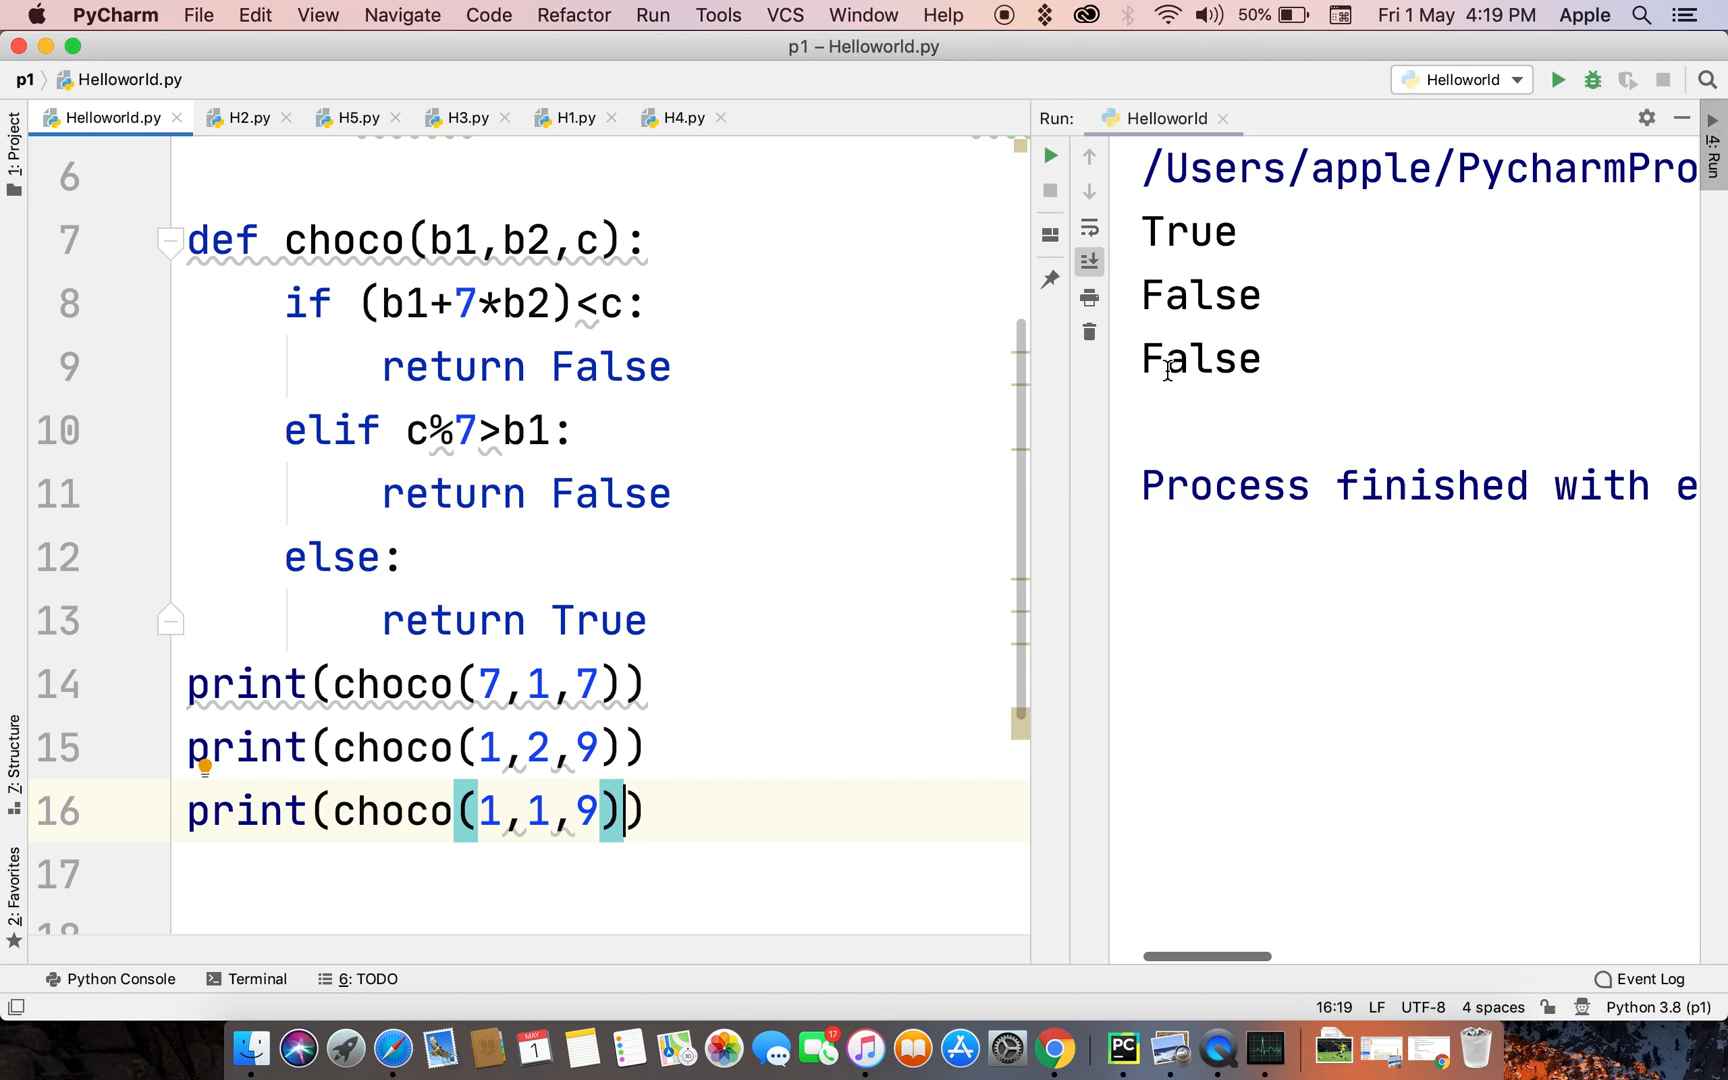 PyCharm File Edit View Navigate Code Refactor Run Tools VCS Window Help 50% Fri 1 May 4:19 PM Apple
p1 – Helloworld.py
p1 Helloworld.py Helloworld
Helloworld.py H2.py H5.py H3.py H1.py H4.py
Run: Helloworld
1: Project
7: Structure
2: Favorites
4: Run
6
7 def choco(b1,b2,c):
8 if (b1+7*b2)<c:
9 return False
10 elif c%7>b1:
11 return False
12 else:
13 return True
14 print(choco(7,1,7))
15 print(choco(1,2,9))
16 print(choco(1,1,9))
17
18
/Users/apple/PycharmPro
True
False
False
Process finished with e
Python Console Terminal 6: TODO Event Log
16:19 LF UTF-8 4 spaces Python 3.8 (p1)
MAY
1
17
PC